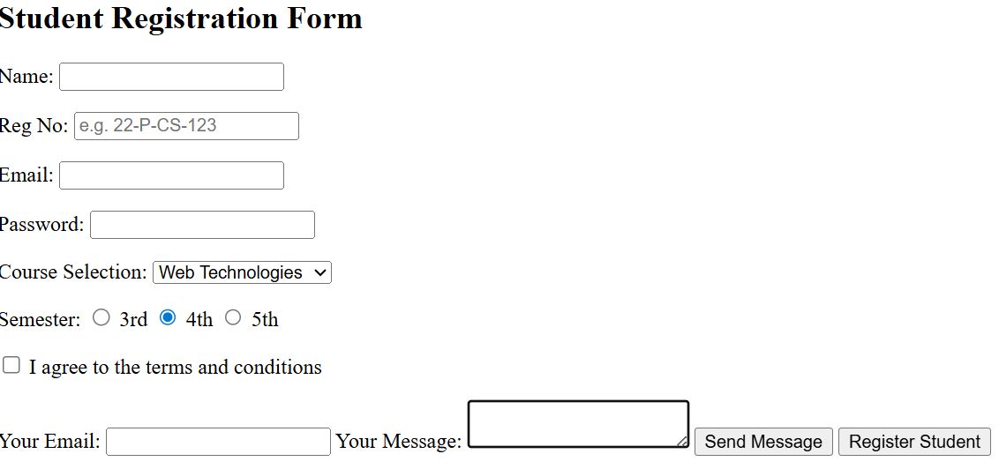 Student Registration Form
Name:
Reg No: e.g. 22-P-CS-123
Email:
Password:
Course Selection: Web Technologies
Semester: 3rd 4th 5th
I agree to the terms and conditions
Your Email: Your Message: Send Message Register Student